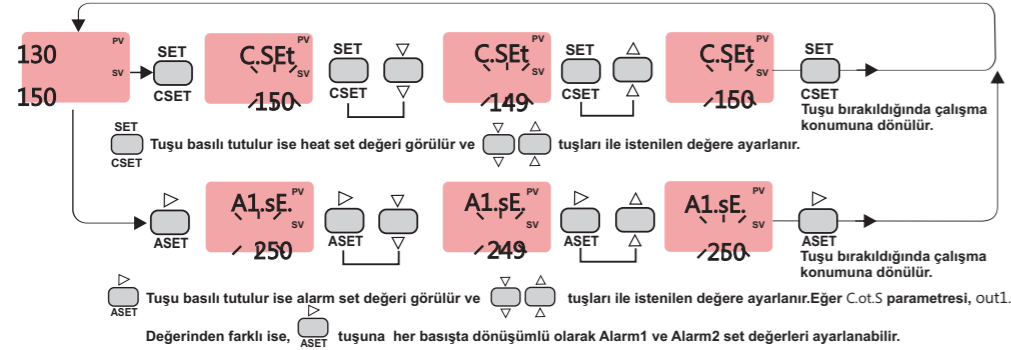 130 PV
SV
150
SET
CSET
C.SEt PV
SV
150
SET
CSET
▽
▽
C.SEt PV
SV
149
SET
CSET
△
△
C.SEt PV
SV
150
SET
CSET
Tuşu bırakıldığında çalışma
konumuna dönülür.
SET
CSET
Tuşu basılı tutulur ise heat set değeri görülür ve ▽ ▽ △ △ tuşları ile istenilen değere ayarlanır.
▷
ASET
A1.sE. PV
SV
250
▷
ASET
▽
▽
A1.sE. PV
SV
249
▷
ASET
△
△
A1.sE. PV
SV
250
▷
ASET
Tuşu bırakıldığında çalışma
konumuna dönülür.
▷
ASET
Tuşu basılı tutulur ise alarm set değeri görülür ve ▽ ▽ △ △ tuşları ile istenilen değere ayarlanır.Eğer C.ot.S parametresi, out1.
Değerinden farklı ise, ▷ ASET tuşuna her basışta dönüşümlü olarak Alarm1 ve Alarm2 set değerleri ayarlanabilir.